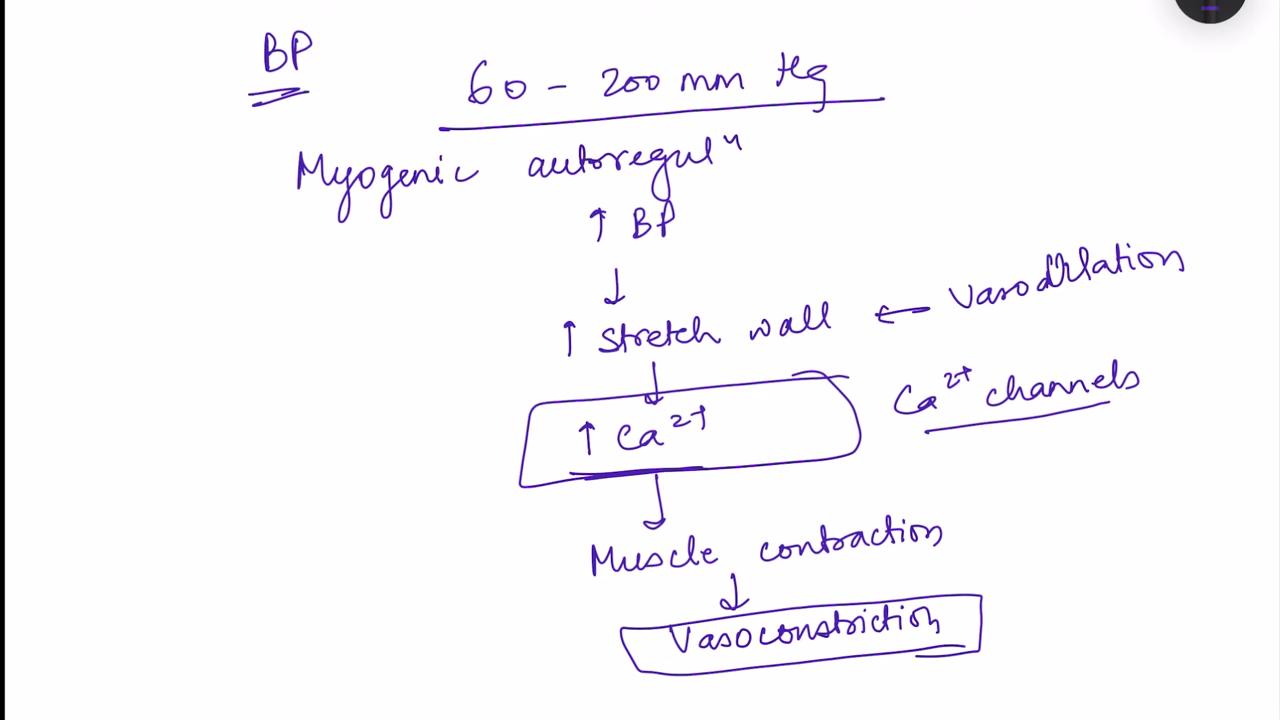 BP
60 - 200 mm Hg
Myogenic autoregulⁿ
↑ BP
↓
↑ stretch wall ← vasodilation
↓
↑ Ca²⁺
Ca²⁺ channels
↓
Muscle contraction
↓
Vasoconstriction